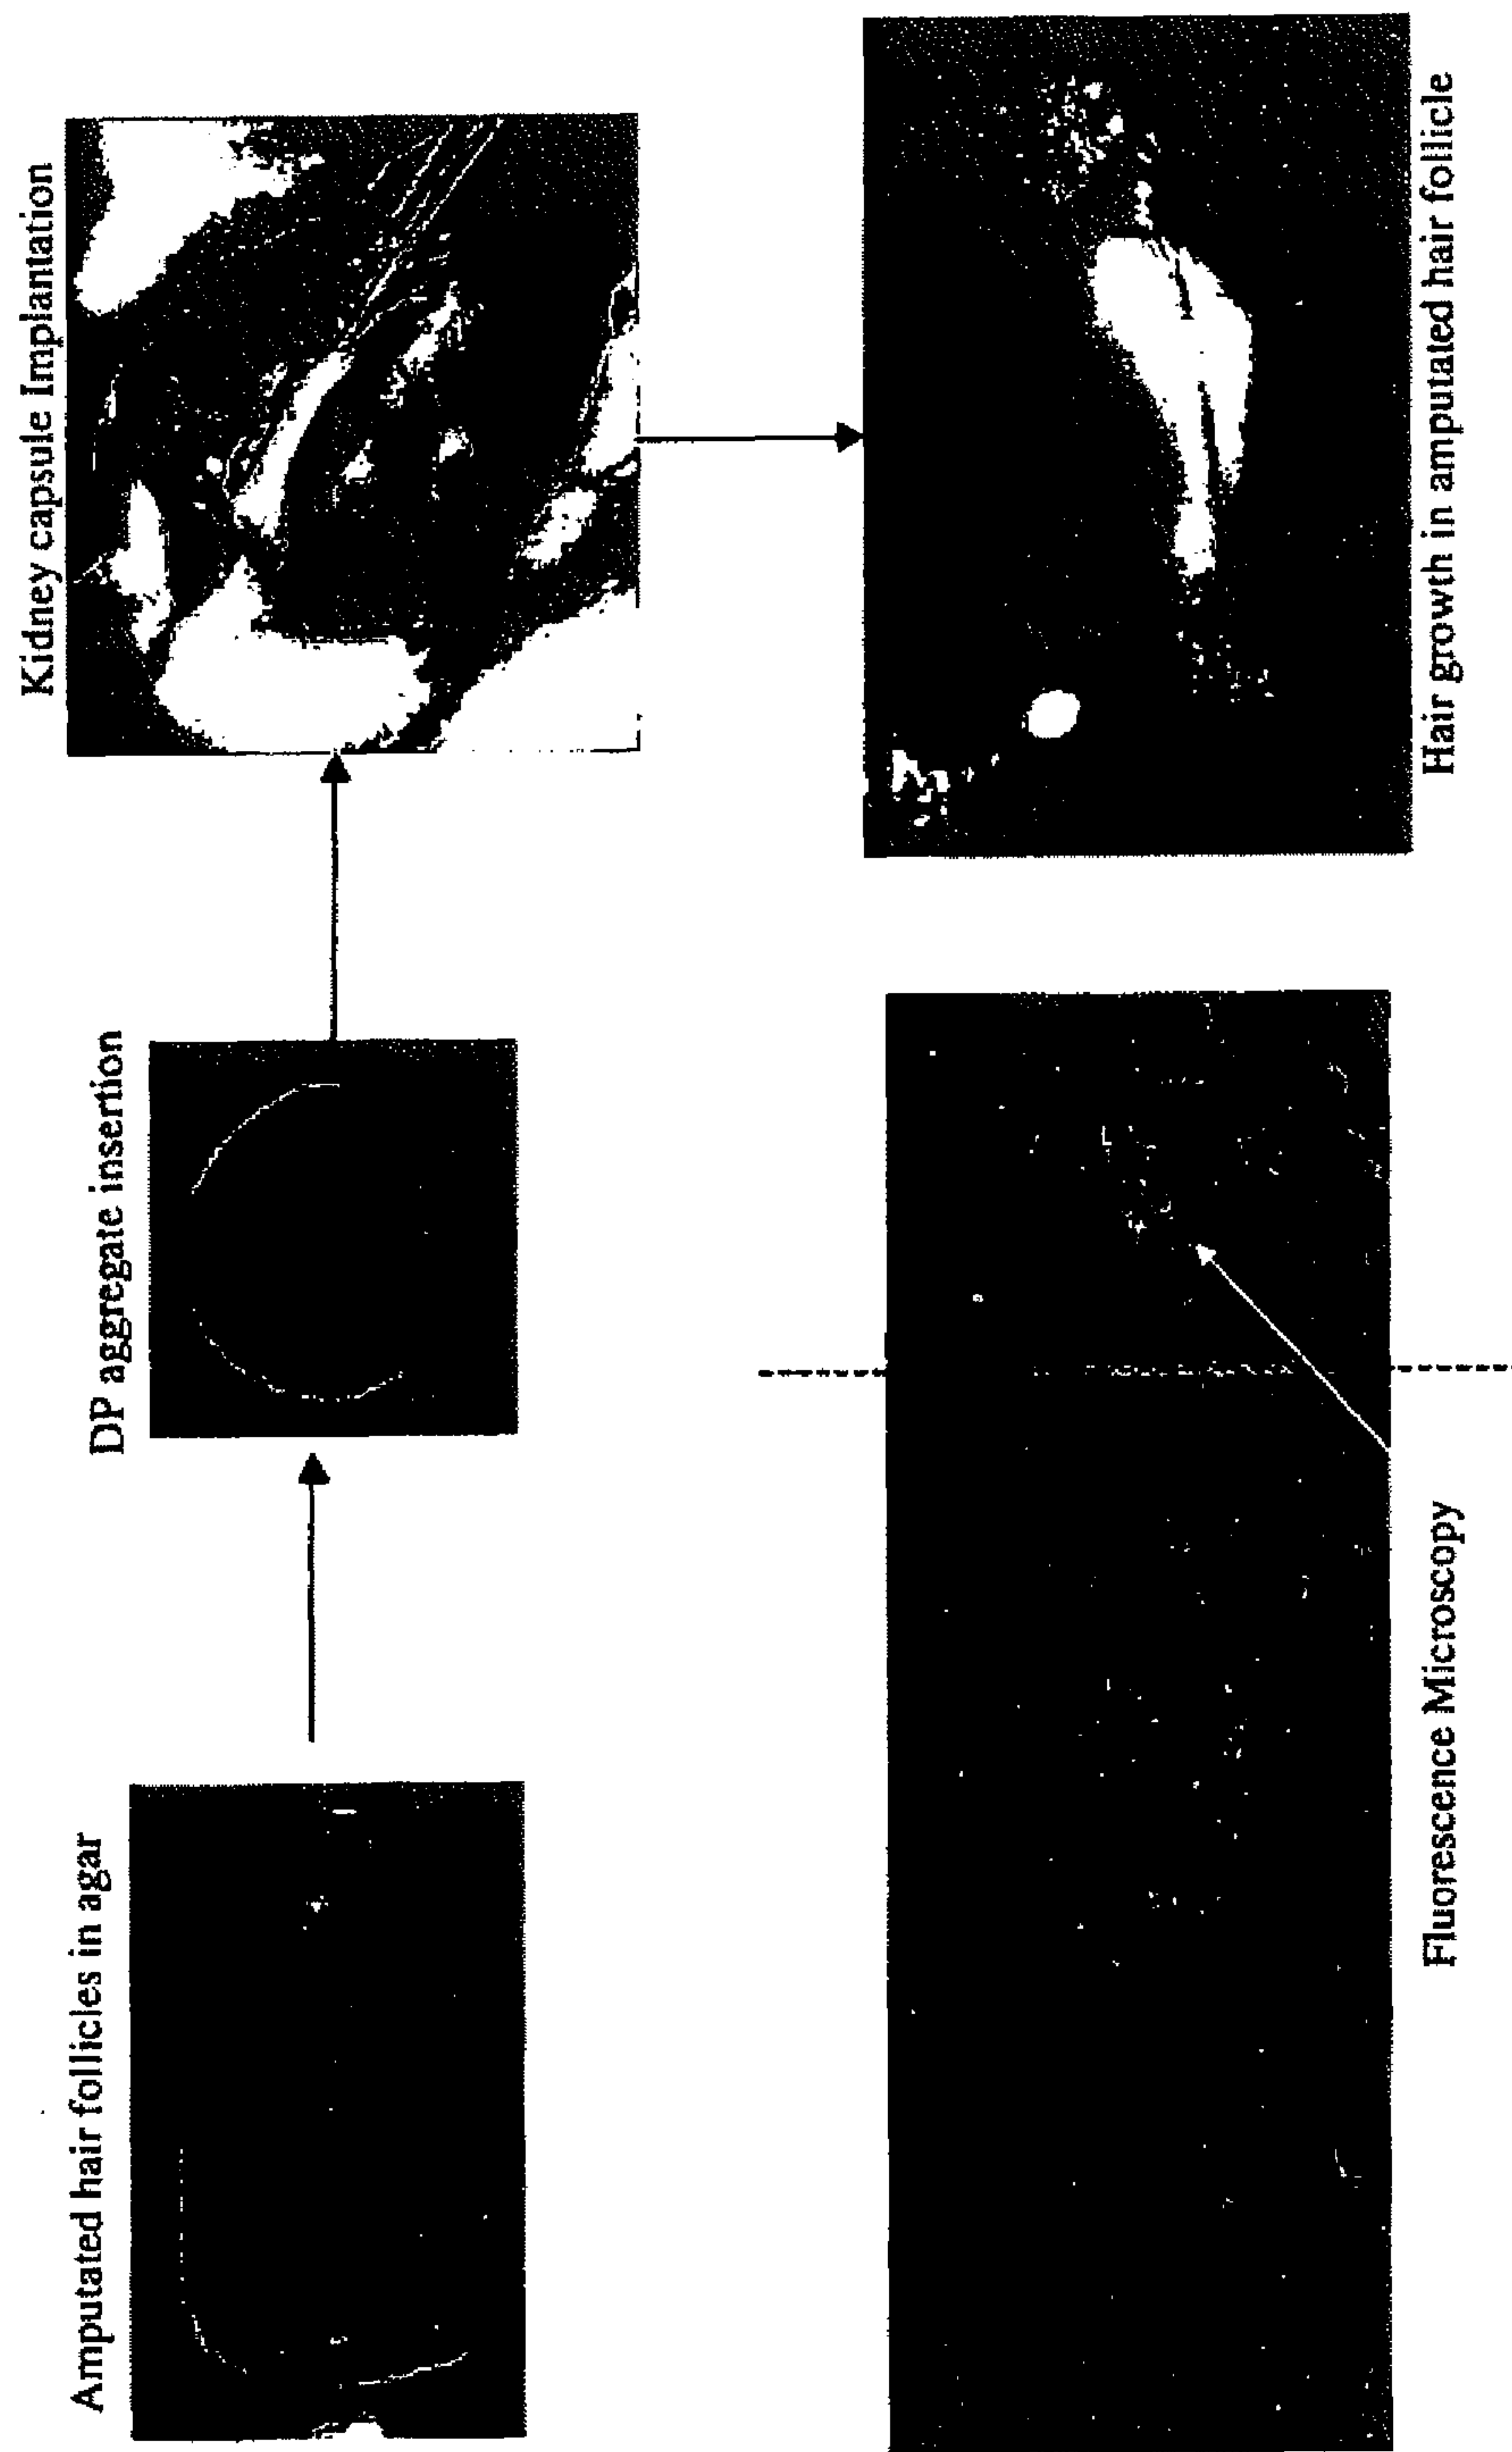 Amputated hair follicles in agar
DP aggregate insertion
Kidney capsule Implantation
Fluorescence Microscopy
Hair growth in amputated hair follicle